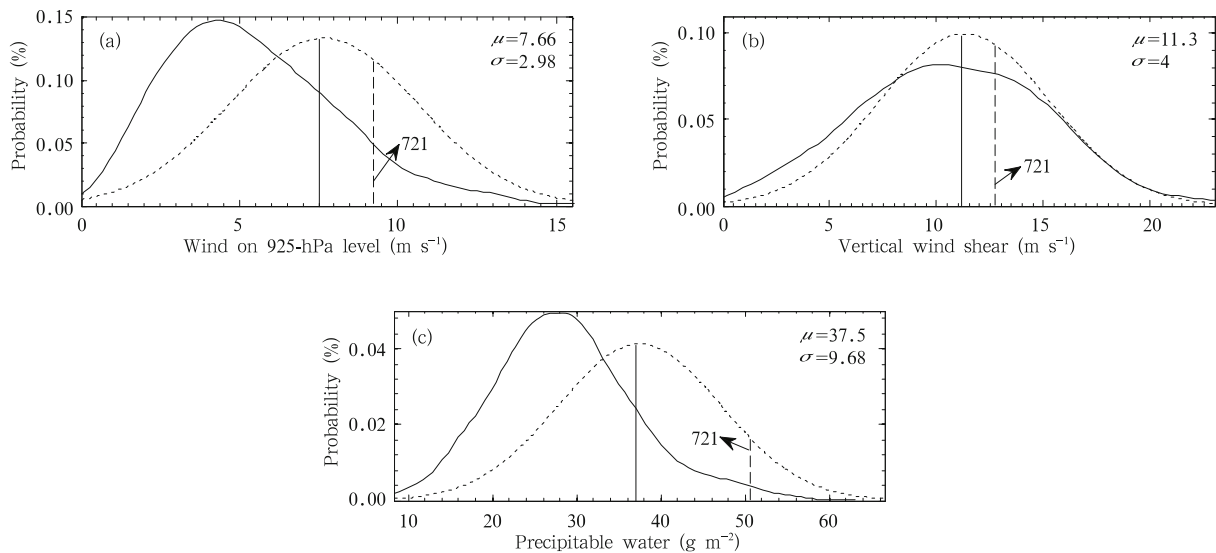 (a)
μ=7.66
σ=2.98
Probability (%)
0.15
0.10
0.05
0.00
721
0 5 10 15
Wind on 925-hPa level (m s⁻¹)
(b)
μ=11.3
σ=4
Probability (%)
0.10
0.05
0.00
721
0 5 10 15 20
Vertical wind shear (m s⁻¹)
(c)
μ=37.5
σ=9.68
Probability (%)
0.04
0.02
0.00
721
10 20 30 40 50 60
Precipitable water (g m⁻²)